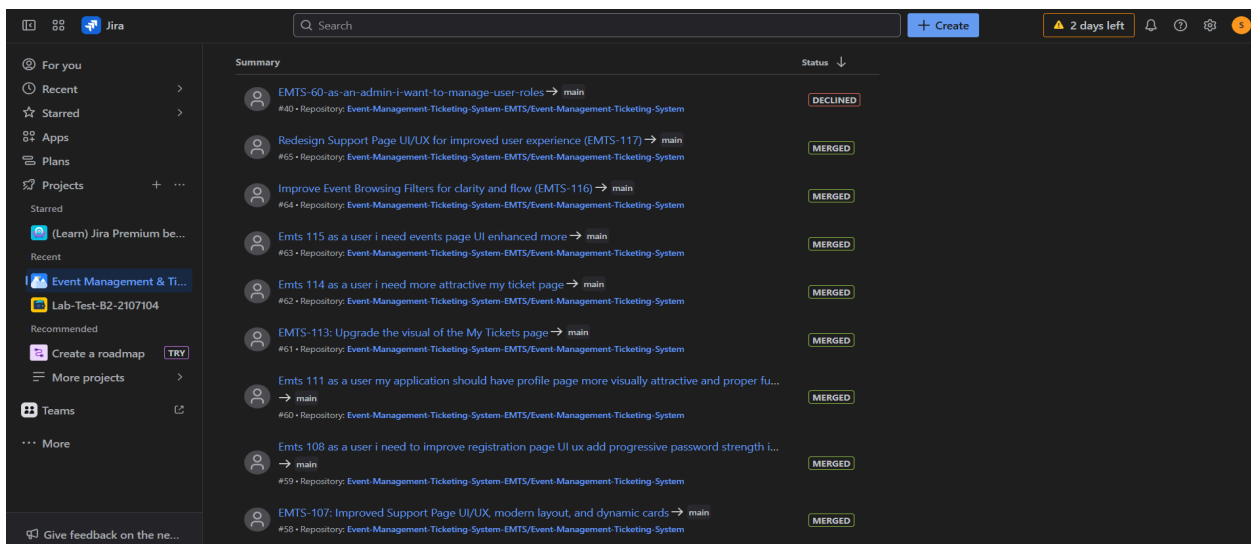 Jira
Search
+ Create
2 days left
S
For you
Recent
Starred
Apps
Plans
Projects
Starred
(Learn) Jira Premium be...
Recent
Event Management & Ti...
Lab-Test-B2-2107104
Recommended
Create a roadmap TRY
More projects
Teams
More
Give feedback on the ne...
Summary Status ↓
EMTS-60-as-an-admin-i-want-to-manage-user-roles → main
#40 • Repository: Event-Management-Ticketing-System-EMTS/Event-Management-Ticketing-System
DECLINED
Redesign Support Page UI/UX for improved user experience (EMTS-117) → main
#65 • Repository: Event-Management-Ticketing-System-EMTS/Event-Management-Ticketing-System
MERGED
Improve Event Browsing Filters for clarity and flow (EMTS-116) → main
#64 • Repository: Event-Management-Ticketing-System-EMTS/Event-Management-Ticketing-System
MERGED
Emts 115 as a user i need events page UI enhanced more → main
#63 • Repository: Event-Management-Ticketing-System-EMTS/Event-Management-Ticketing-System
MERGED
Emts 114 as a user i need more attractive my ticket page → main
#62 • Repository: Event-Management-Ticketing-System-EMTS/Event-Management-Ticketing-System
MERGED
EMTS-113: Upgrade the visual of the My Tickets page → main
#61 • Repository: Event-Management-Ticketing-System-EMTS/Event-Management-Ticketing-System
MERGED
Emts 111 as a user my application should have profile page more visually attractive and proper fu...
→ main
#60 • Repository: Event-Management-Ticketing-System-EMTS/Event-Management-Ticketing-System
MERGED
Emts 108 as a user i need to improve registration page UI ux add progressive password strength i...
→ main
#59 • Repository: Event-Management-Ticketing-System-EMTS/Event-Management-Ticketing-System
MERGED
EMTS-107: Improved Support Page UI/UX, modern layout, and dynamic cards → main
#58 • Repository: Event-Management-Ticketing-System-EMTS/Event-Management-Ticketing-System
MERGED